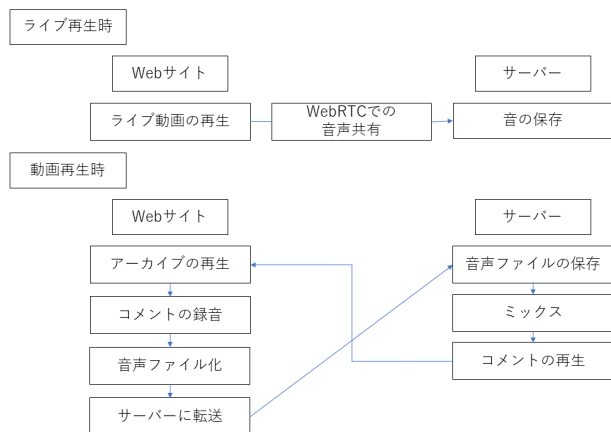 ライブ再生時
Webサイト
サーバー
ライブ動画の再生
WebRTCでの
音声共有
音の保存
動画再生時
Webサイト
サーバー
アーカイブの再生
音声ファイルの保存
コメントの録音
ミックス
音声ファイル化
コメントの再生
サーバーに転送